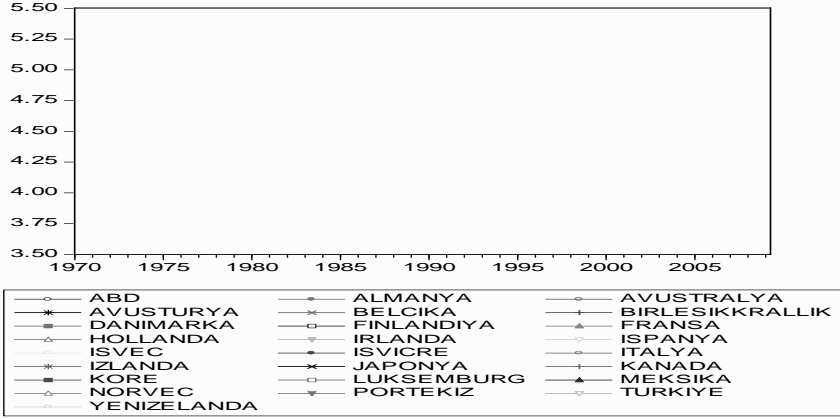 5.50
5.25
5.00
4.75
4.50
4.25
4.00
3.75
3.50
1970 1975 1980 1985 1990 1995 2000 2005
ABD ALMANYA AVUSTRALYA
AVUSTURYA BELCIKA BIRLESIKKRALLIK
DANIMARKA FINLANDIYA FRANSA
HOLLANDA IRLANDA ISPANYA
ISVEC ISVICRE ITALYA
IZLANDA JAPONYA KANADA
KORE LUKSEMBURG MEKSIKA
NORVEC PORTEKIZ TURKIYE
YENIZELANDA